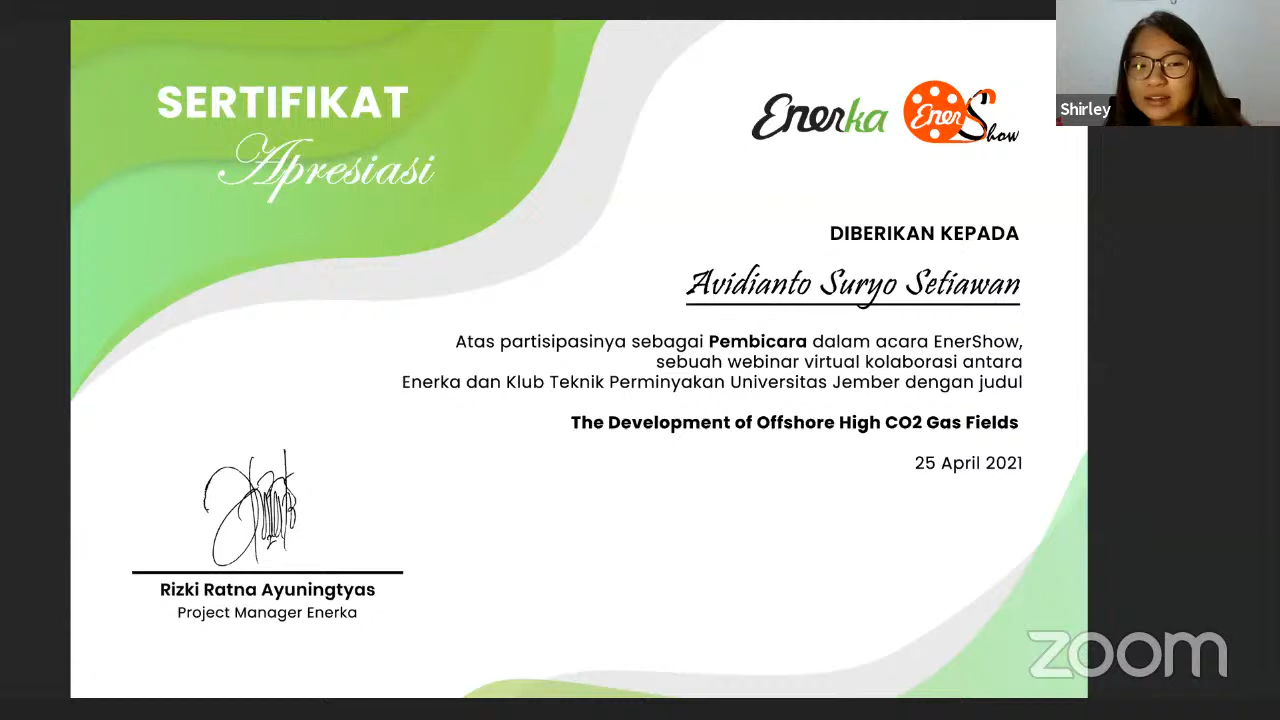 SERTIFIKAT
Apresiasi
Enerka
Ener Show
Shirley
DIBERIKAN KEPADA
Avidianto Suryo Setiawan
Atas partisipasinya sebagai Pembicara dalam acara EnerShow,
sebuah webinar virtual kolaborasi antara
Enerka dan Klub Teknik Perminyakan Universitas Jember dengan judul
The Development of Offshore High CO2 Gas Fields
25 April 2021
Rizki Ratna Ayuningtyas
Project Manager Enerka
zoom